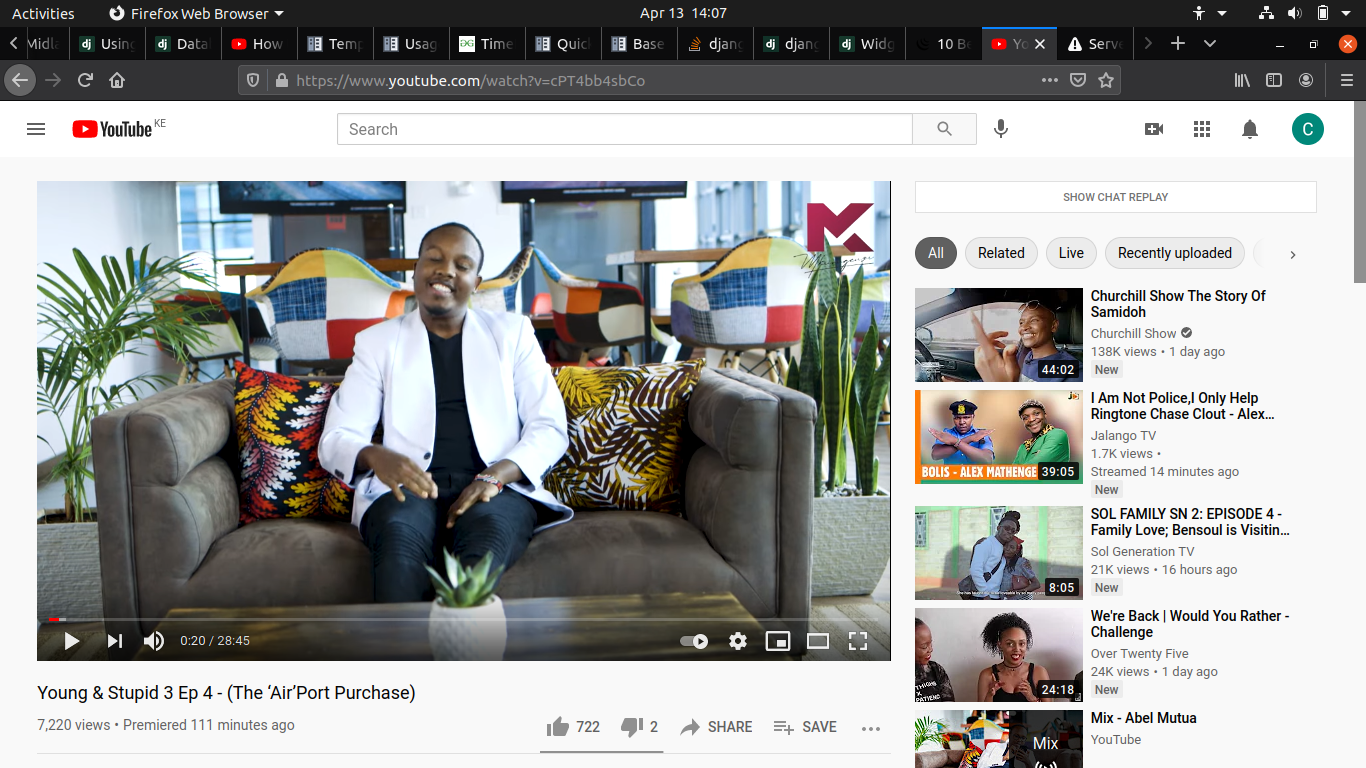 Activities
Firefox Web Browser
Apr 13 14:07
Midla
Using
Datal
How
Temp
Usag
Time
Quic
Base
djang
djang
Widg
10 Be
Yo
Serve
https://www.youtube.com/watch?v=cPT4bb4sbCo
YouTube KE
Search
C
SHOW CHAT REPLAY
All
Related
Live
Recently uploaded
MK
0:20 / 28:45
Young & Stupid 3 Ep 4 - (The ‘Air’Port Purchase)
7,220 views • Premiered 111 minutes ago
722
2
SHARE
SAVE
44:02
Churchill Show The Story Of
Samidoh
Churchill Show
138K views • 1 day ago
New
BOLIS - ALEX MATHENGE
39:05
I Am Not Police,I Only Help
Ringtone Chase Clout - Alex...
Jalango TV
1.7K views •
Streamed 14 minutes ago
New
8:05
SOL FAMILY SN 2: EPISODE 4 -
Family Love; Bensoul is Visitin...
Sol Generation TV
21K views • 16 hours ago
New
24:18
We're Back | Would You Rather -
Challenge
Over Twenty Five
24K views • 1 day ago
New
Mix
Mix - Abel Mutua
YouTube